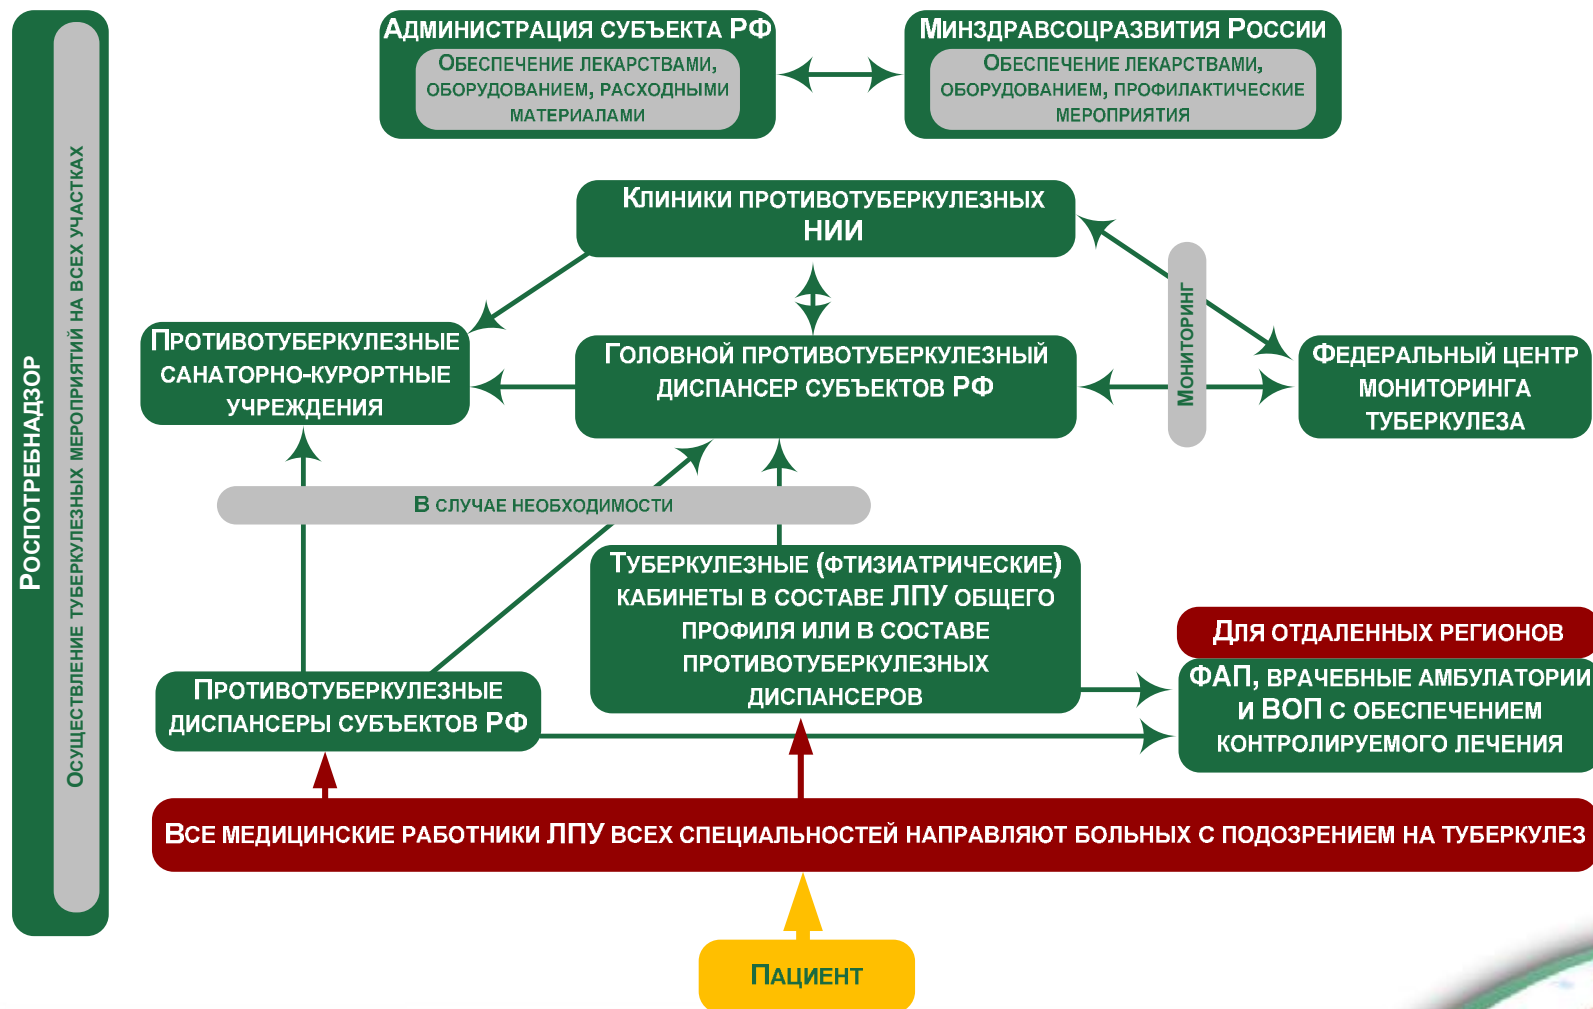 Роспотребнадзор
Осуществление туберкулезных мероприятий на всех участках
Администрация субъекта РФ
Обеспечение лекарствами,
оборудованием, расходными
материалами
Минздравсоцразвития России
Обеспечение лекарствами,
оборудованием, профилактические
мероприятия
Клиники противотуберкулезных
НИИ
Мониторинг
Противотуберкулезные
санаторно-курортные
учреждения
Головной противотуберкулезный
диспансер субъектов РФ
Федеральный центр
мониторинга
туберкулеза
В случае необходимости
Туберкулезные (фтизиатрические)
кабинеты в составе ЛПУ общего
профиля или в составе
противотуберкулезных
диспансеров
Для отдаленных регионов
ФАП, врачебные амбулатории
и ВОП с обеспечением
контролируемого лечения
Противотуберкулезные
диспансеры субъектов РФ
Все медицинские работники ЛПУ всех специальностей направляют больных с подозрением на туберкулез
Пациент